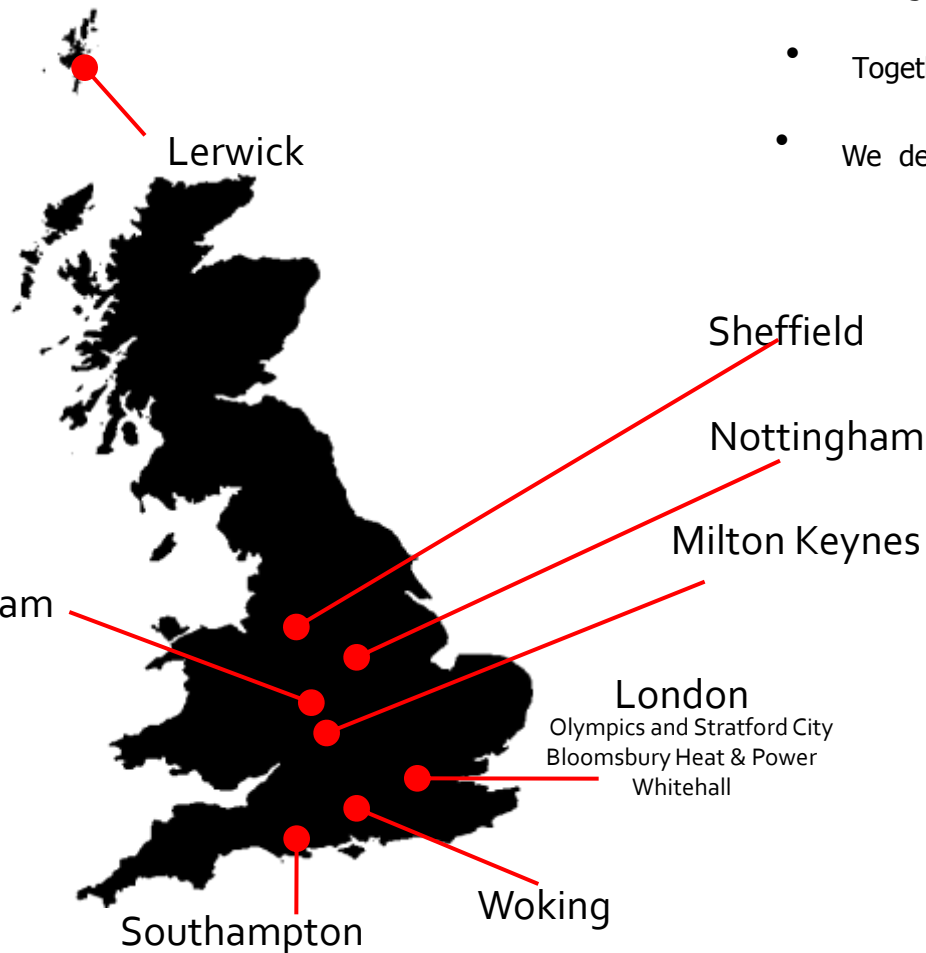 • Toget
• We de
Lerwick
Sheffield
Nottingham
Milton Keynes
am
London
Olympics and Stratford City
Bloomsbury Heat & Power
Whitehall
Woking
Southampton